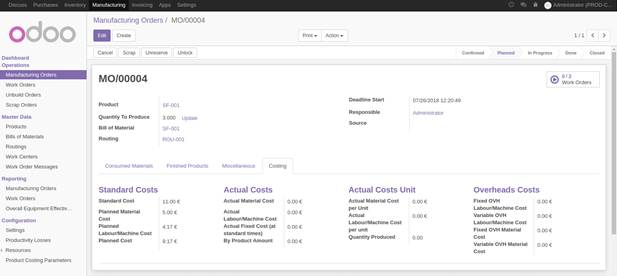 Discuss Purchases Inventory Manufacturing Invoicing Apps Settings Administrator (PROD-C...
odoo
Manufacturing Orders / MO/00004
Edit Create Print Action 1 / 1
Cancel Scrap Unreserve Unlock Confirmed Planned In Progress Done Closed
Dashboard
Operations
Manufacturing Orders
Work Orders
Unbuild Orders
Scrap Orders
Master Data
Products
Bills of Materials
Routings
Work Centers
Work Order Messages
Reporting
Manufacturing Orders
Work Orders
Overall Equipment Effectiv...
Configuration
Settings
Productivity Losses
Resources
Product Costing Parameters
MO/00004
0 / 2
Work Orders
Product SF-001
Quantity To Produce 3.000 Update
Bill of Material SF-001
Routing ROU-001
Deadline Start 07/26/2018 12:20:49
Responsible Administrator
Source
Consumed Materials Finished Products Miscellaneous Costing
Standard Costs
Standard Cost 11.00 €
Planned Material Cost 5.00 €
Planned Labour/Machine Cost 4.17 €
Planned Cost 9.17 €
Actual Costs
Actual Material Cost 0.00 €
Actual Labour/Machine Cost 0.00 €
Actual Fixed Cost (at standard times) 0.00 €
By Product Amount 0.00 €
Actual Costs Unit
Actual Material Cost per Unit 0.00 €
Actual Labour/Machine Cost per unit 0.00 €
Quantity Produced 0.00
Overheads Costs
Fixed OVH Labour/Machine Cost 0.00 €
Variable OVH Labour/Machine Cost 0.00 €
Fixed OVH Material Cost 0.00 €
Variable OVH Material Cost 0.00 €